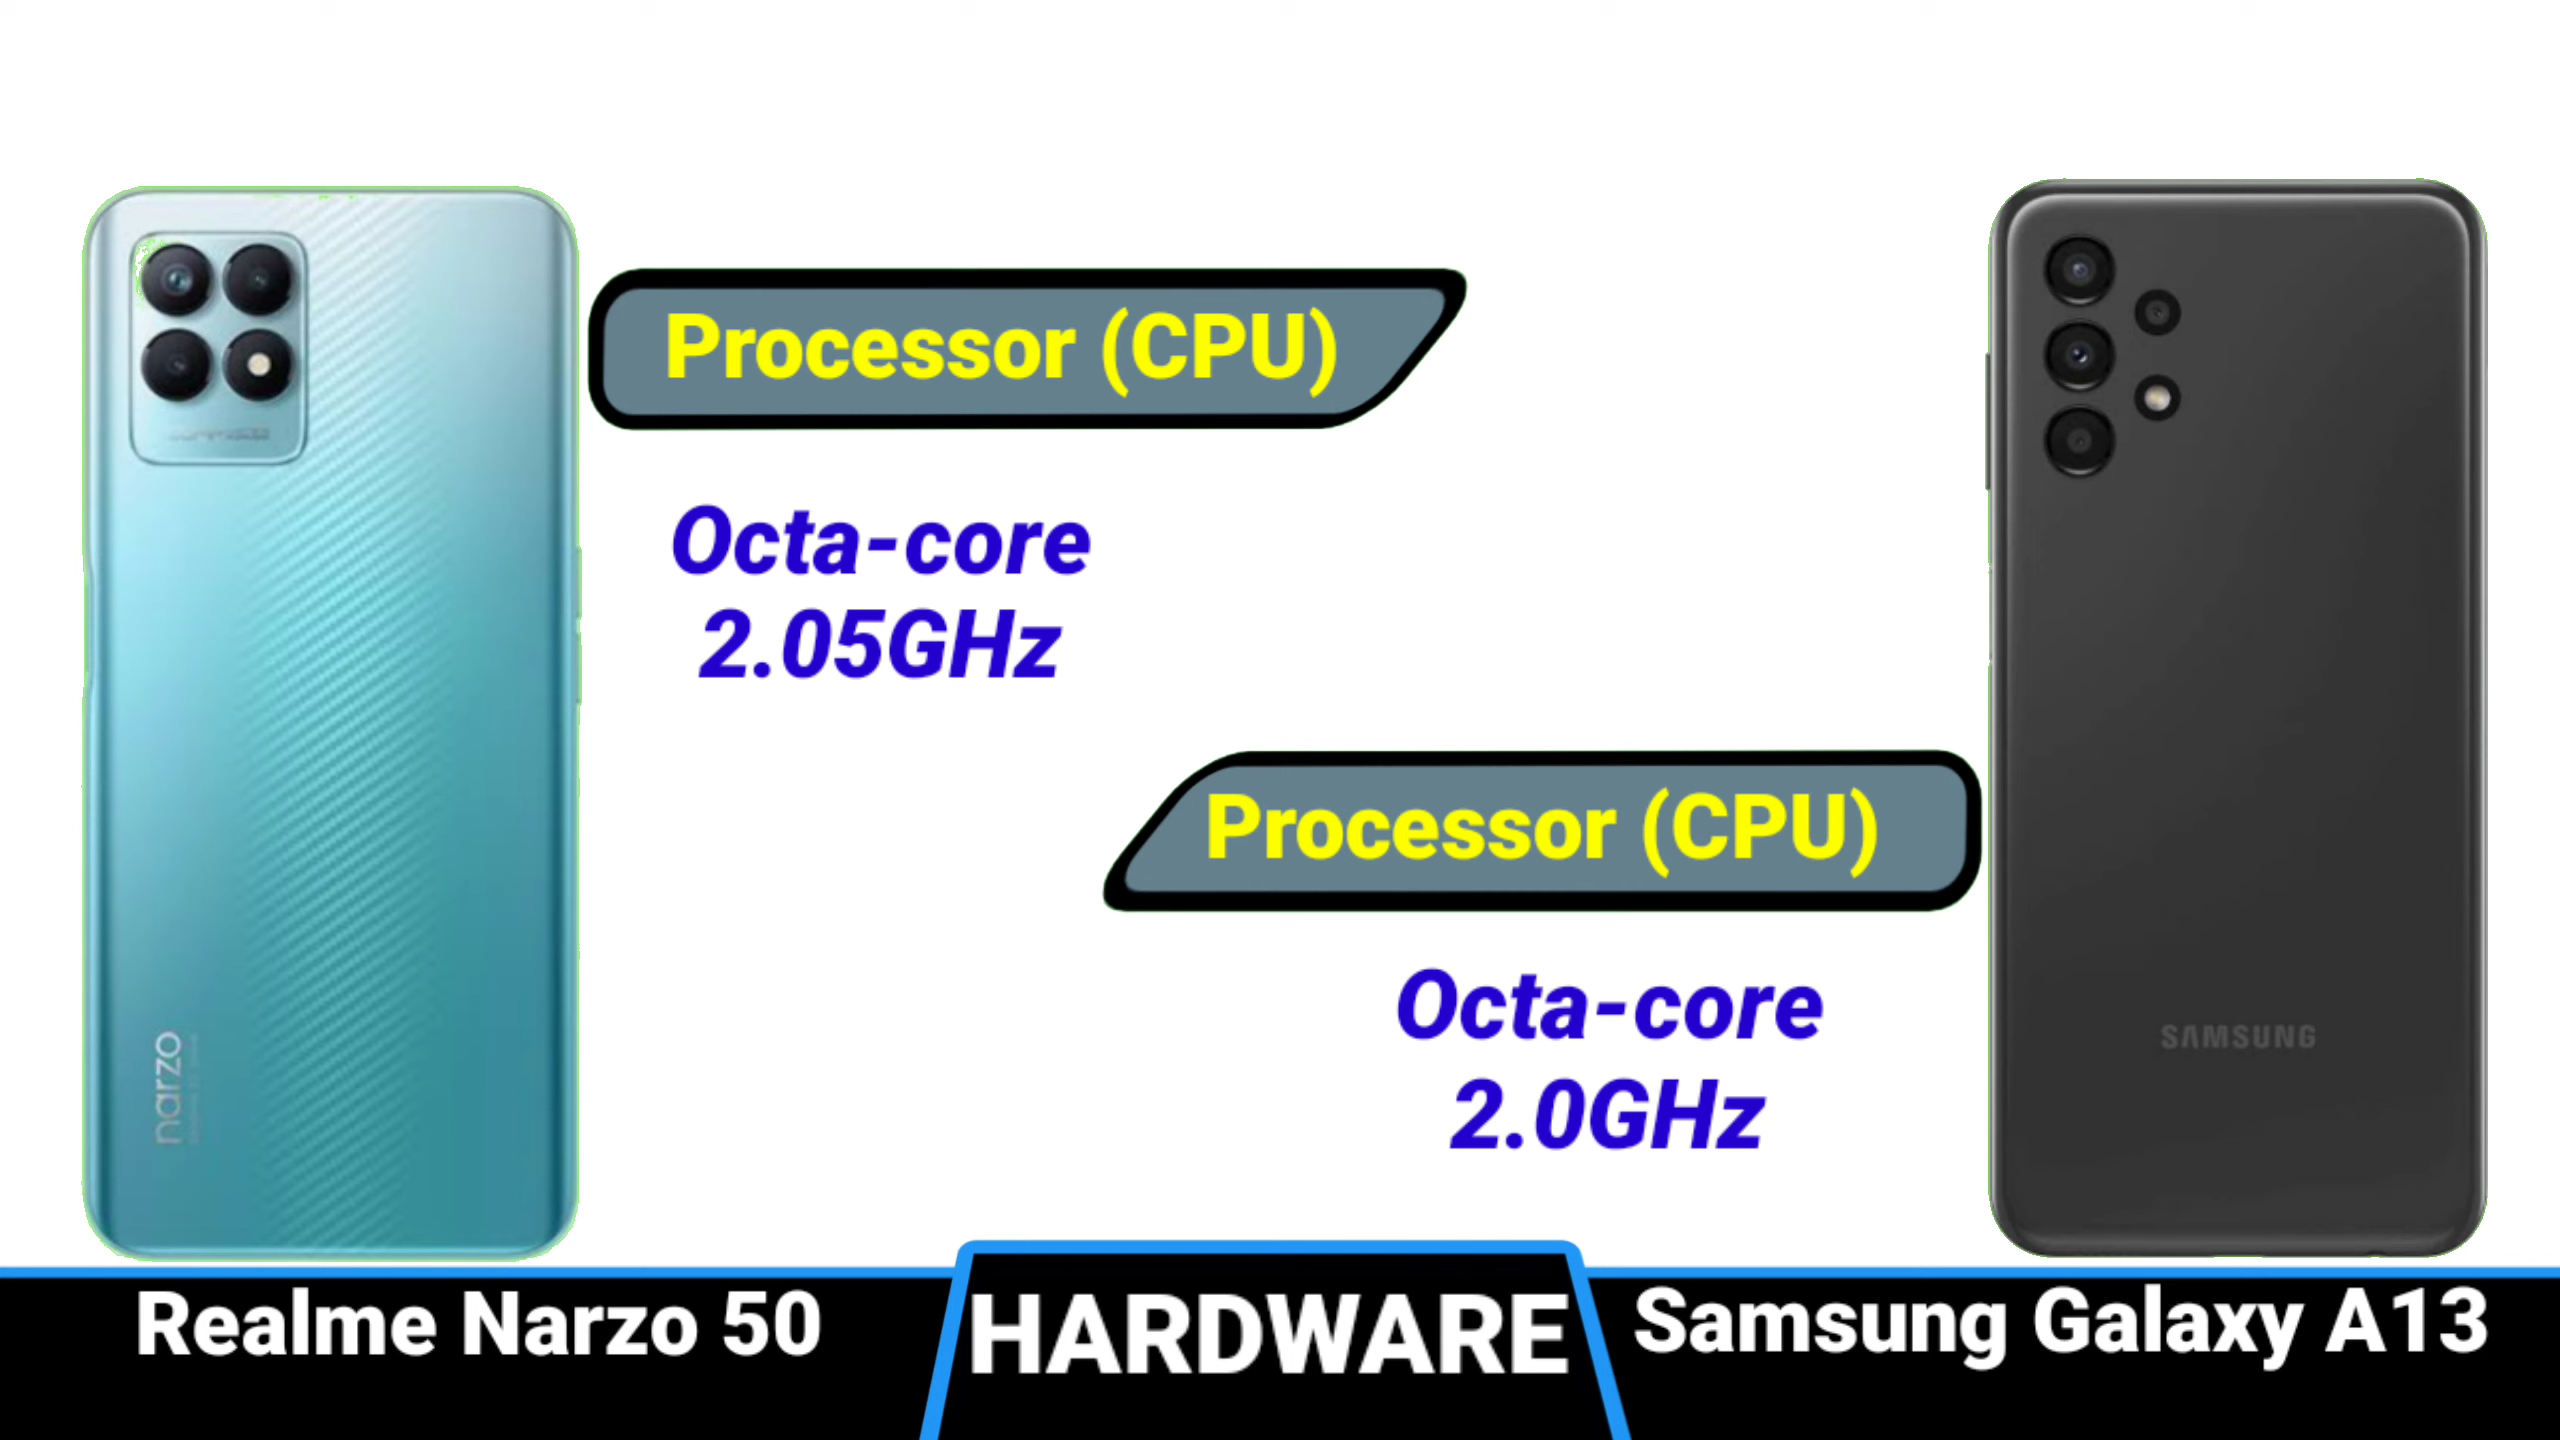 Processor (CPU)
Octa-core
2.05GHz
narzo
Processor (CPU)
Octa-core
2.0GHz
SAMSUNG
Realme Narzo 50
HARDWARE
Samsung Galaxy A13